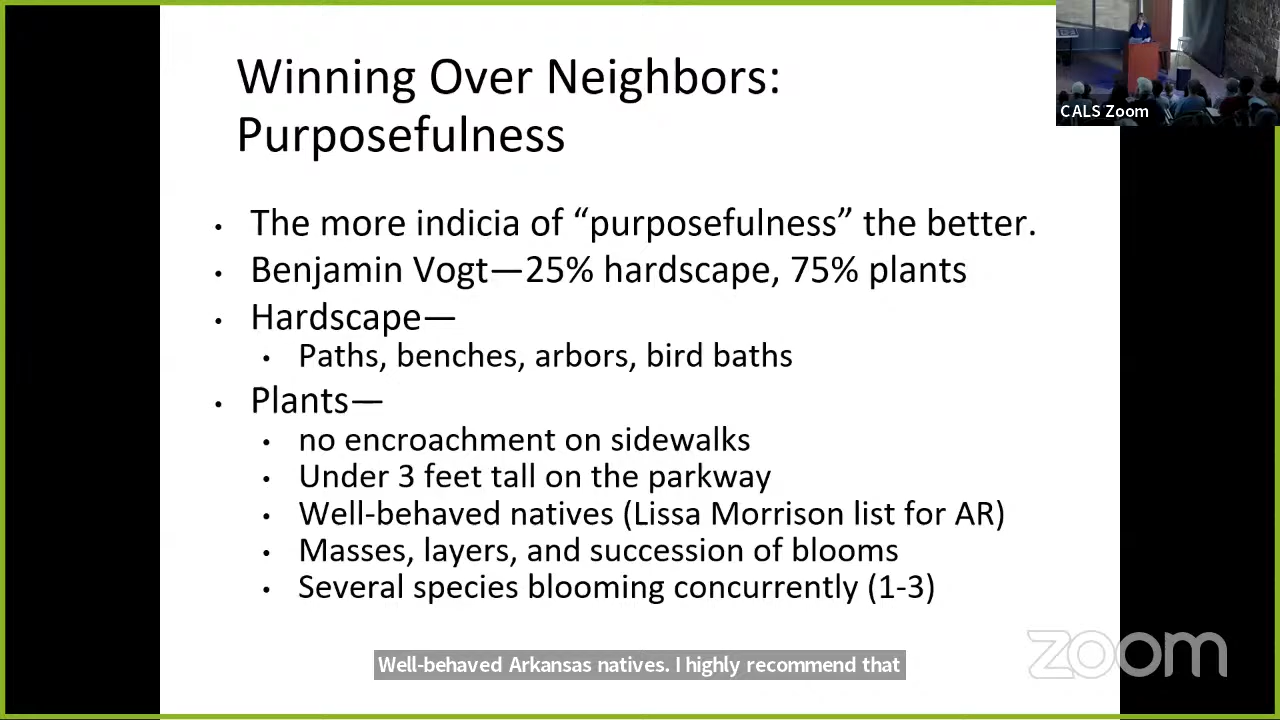 Winning Over Neighbors:
Purposefulness
• The more indicia of “purposefulness” the better.
• Benjamin Vogt—25% hardscape, 75% plants
• Hardscape—
• Paths, benches, arbors, bird baths
• Plants—
• no encroachment on sidewalks
• Under 3 feet tall on the parkway
• Well-behaved natives (Lissa Morrison list for AR)
• Masses, layers, and succession of blooms
• Several species blooming concurrently (1-3)
CALS Zoom
Well-behaved Arkansas natives. I highly recommend that
zoom